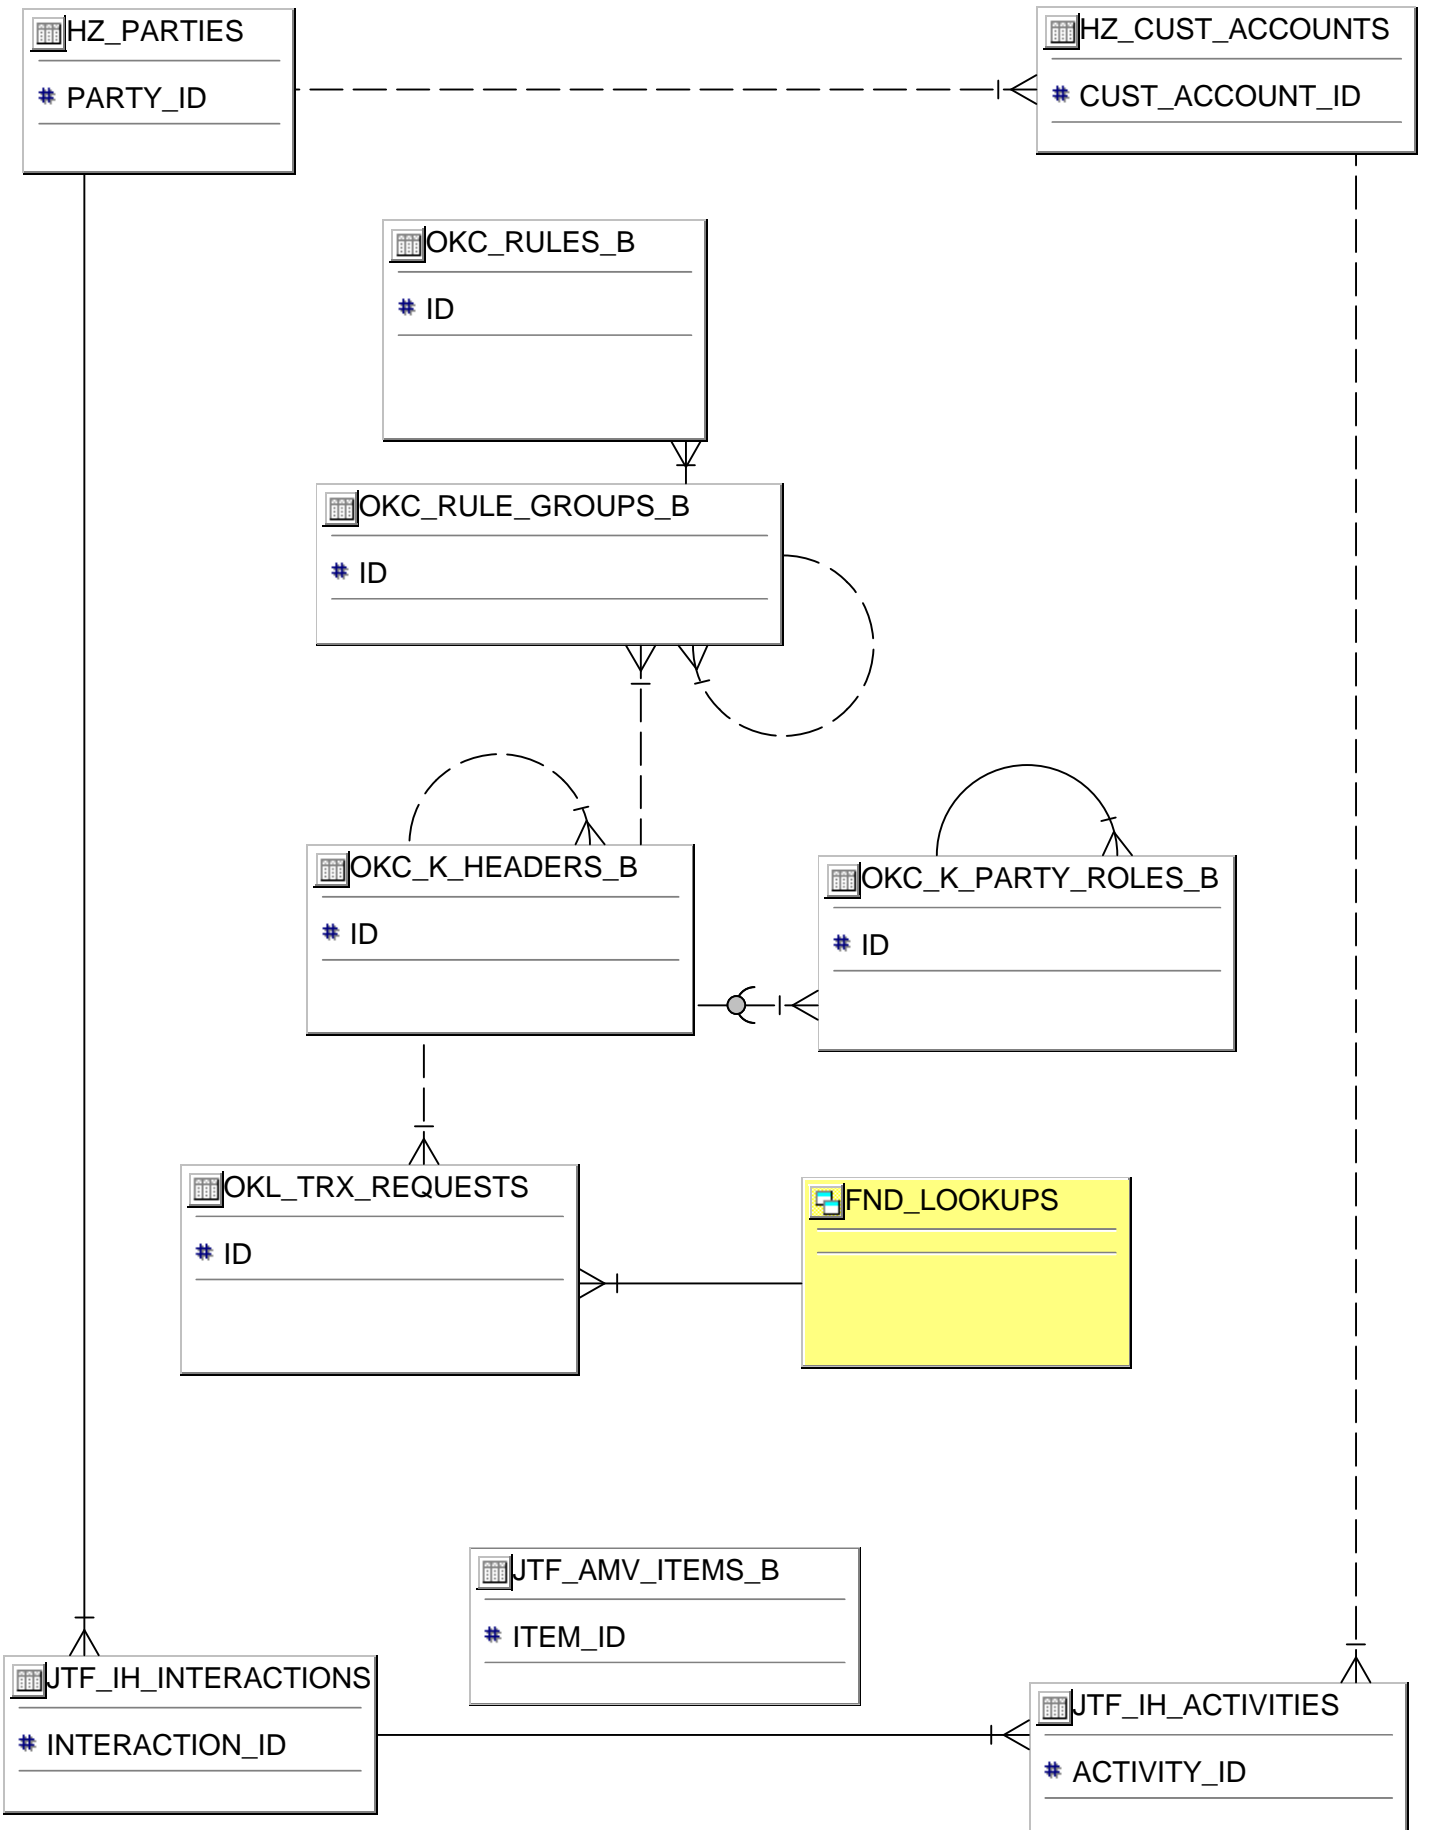 HZ_PARTIES
# PARTY_ID
HZ_CUST_ACCOUNTS
# CUST_ACCOUNT_ID
OKC_RULES_B
# ID
OKC_RULE_GROUPS_B
# ID
OKC_K_HEADERS_B
# ID
OKC_K_PARTY_ROLES_B
# ID
OKL_TRX_REQUESTS
# ID
FND_LOOKUPS
JTF_AMV_ITEMS_B
# ITEM_ID
JTF_IH_INTERACTIONS
# INTERACTION_ID
JTF_IH_ACTIVITIES
# ACTIVITY_ID